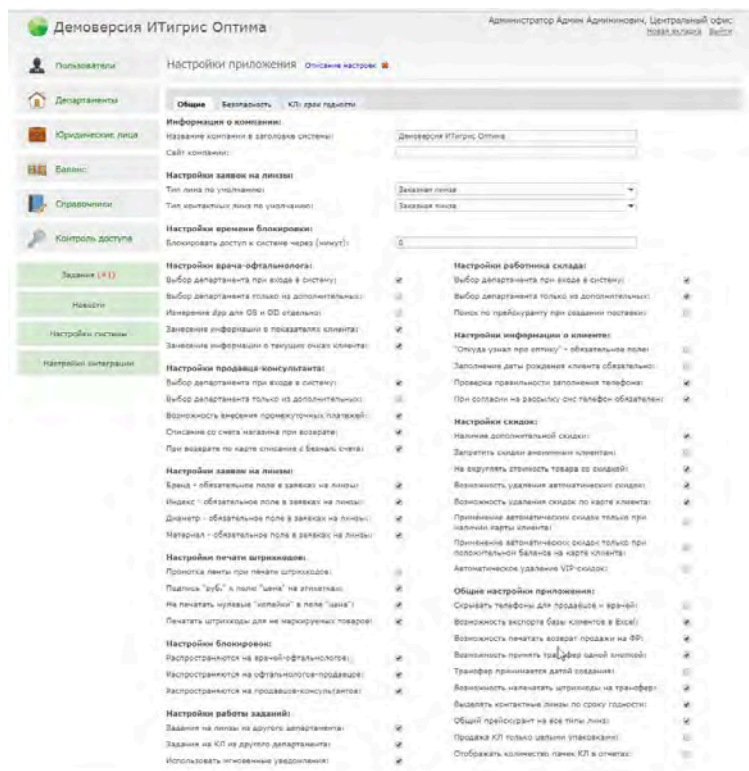 Демоверсия ИТигрис Оптима
Администратор Админ Админович, Центральный офис
Новая вкладка Выйти
Пользователи
Департаменты
Юридические лица
Баланс
Справочники
Контроль доступа
Задания (41)
Новости
Настройки системы
Настройки интеграции
Настройки приложения Описание настроек
Общие Безопасность КЛ: срок годности
Информация о компании:
Название компании в заголовке системы: Демоверсия ИТигрис Оптима
Сайт компании:
Настройки заявок на линзы:
Тип линз по умолчанию: Заказная линза
Тип контактных линз по умолчанию: Заказная линза
Настройки времени блокировки:
Блокировать доступ к системе через (минут): 0
Настройки врача-офтальмолога:
Выбор департамента при входе в систему:
Выбор департамента только из дополнительных:
Измерение dpp для OS и OD отдельно:
Занесение информации о показателях клиента:
Занесение информации о текущих очках клиента:
Настройки продавца-консультанта:
Выбор департамента при входе в систему:
Выбор департамента только из дополнительных:
Возможность внесения промежуточных платежей:
Списание со счета магазина при возврате:
При возврате по карте списание с безнал. счета:
Настройки заявок на линзы:
Бренд - обязательное поле в заявках на линзы:
Индекс - обязательное поле в заявках на линзы:
Диаметр - обязательное поле в заявках на линзы:
Материал - обязательное поле в заявках на линзы:
Настройки печати штрихкодов:
Промотка ленты при печати штрихкодов:
Подпись "руб." к полю "цена" на этикетках:
Не печатать нулевые "копейки" в поле "цена":
Печатать штрихкоды для не маркируемых товаров:
Настройки блокировок:
Распространяются на врачей-офтальмологов:
Распространяются на офтальмологов-продавцов:
Распространяются на продавцов-консультантов:
Настройки работы заданий:
Задания на линзы из другого департамента:
Задания на КЛ из другого департамента:
Использовать мгновенные уведомления:
Настройки работника склада:
Выбор департамента при входе в систему:
Выбор департамента только из дополнительных:
Поиск по прейскуранту при создании поставки:
Настройки информации о клиенте:
"Откуда узнал про оптику" - обязательное поле:
Заполнение даты рождения клиента обязательно:
Проверка правильности заполнения телефона:
При согласии на рассылку смс телефон обязателен:
Настройки скидок:
Наличие дополнительной скидки:
Запретить скидки анонимным клиентам:
Не округлять стоимость товара со скидкой:
Возможность удаления автоматических скидок:
Возможность удаления скидок по карте клиента:
Применение автоматических скидок только при
наличии карты клиента:
Применение автоматических скидок только при
положительном балансе на карте клиента:
Автоматическое удаление VIP-скидок:
Общие настройки приложения:
Скрывать телефоны для продавцов и врачей:
Возможность экспорта базы клиентов в Excel:
Возможность печатать возврат продажи на ФР:
Возможность принять трансфер одной кнопкой:
Трансфер принимается датой создания:
Возможность напечатать штрихкоды на трансфер:
Выделять контактные линзы по сроку годности:
Общий прейскурант на все типы линз:
Продажа КЛ только целыми упаковками:
Отображать количество пачек КЛ в отчетах: